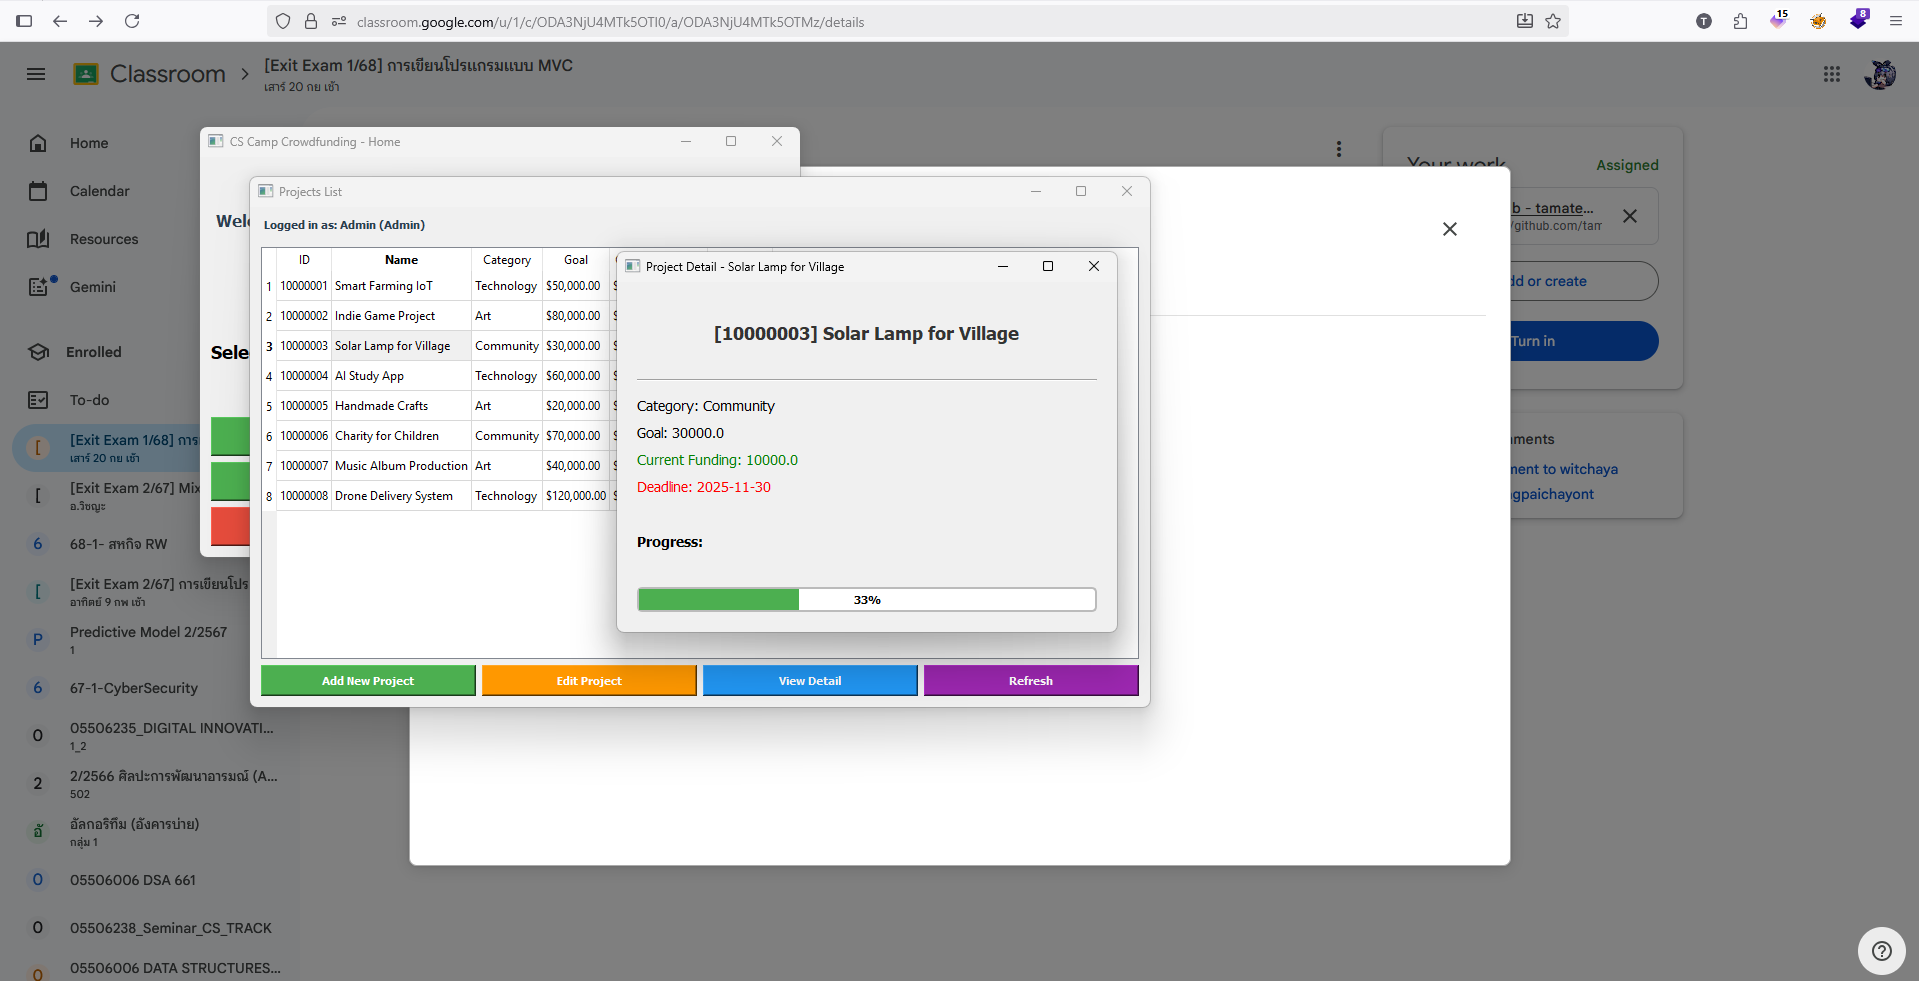 classroom.google.com/u/1/c/ODA3NjU4MTk5OTI0/a/ODA3NjU4MTk5OTMz/details
T
15
8
Classroom
[Exit Exam 1/68] การเขียนโปรแกรมแบบ MVC
เสาร์ 20 กย เช้า
Home
Calendar
Resources
Gemini
Enrolled
To-do
[
[Exit Exam 1/68] การ
เสาร์ 20 กย เช้า
[
[Exit Exam 2/67] Mix
อ.วิชญะ
6
68-1- สหกิจ RW
[
[Exit Exam 2/67] การเขียนโปร
อาทิตย์ 9 กพ เช้า
P
Predictive Model 2/2567
1
6
67-1-CyberSecurity
0
05506235_DIGITAL INNOVATI...
1_2
2
2/2566 ศิลปะการพัฒนาอารมณ์ (A...
502
อั
อัลกอริทึม (อังคารบ่าย)
กลุ่ม 1
0
05506006 DSA 661
0
05506238_Seminar_CS_TRACK
0
05506006 DATA STRUCTURES...
CS Camp Crowdfunding - Home
Welc
Sele
Projects List
Logged in as: Admin (Admin)
ID Name Category Goal
1 10000001 Smart Farming IoT Technology $50,000.00
2 10000002 Indie Game Project Art $80,000.00
3 10000003 Solar Lamp for Village Community $30,000.00
4 10000004 AI Study App Technology $60,000.00
5 10000005 Handmade Crafts Art $20,000.00
6 10000006 Charity for Children Community $70,000.00
7 10000007 Music Album Production Art $40,000.00
8 10000008 Drone Delivery System Technology $120,000.00
Add New Project
Edit Project
View Detail
Refresh
Project Detail - Solar Lamp for Village
[10000003] Solar Lamp for Village
Category: Community
Goal: 30000.0
Current Funding: 10000.0
Deadline: 2025-11-30
Progress:
33%
Your work
Assigned
b - tamate...
/github.com/tam
dd or create
Turn in
ments
ment to witchaya
gpaichayont